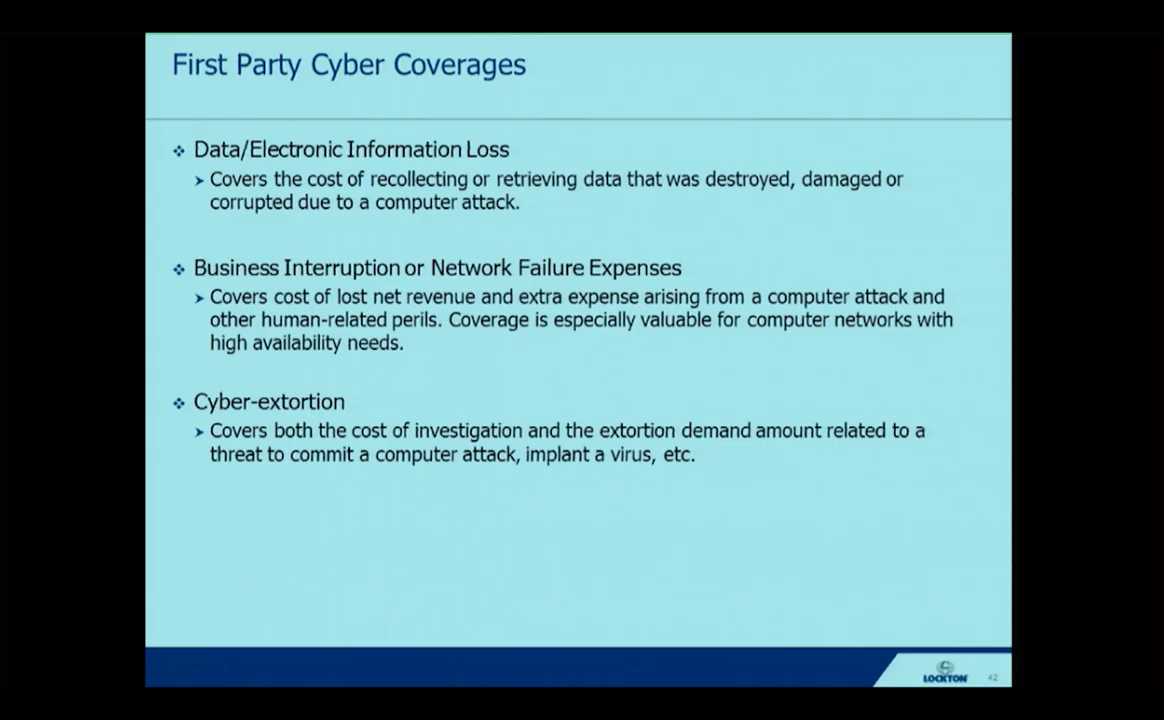 First Party Cyber Coverages
Data/Electronic Information Loss
Covers the cost of recollecting or retrieving data that was destroyed, damaged or
corrupted due to a computer attack.
Business Interruption or Network Failure Expenses
Covers cost of lost net revenue and extra expense arising from a computer attack and
other human-related perils. Coverage is especially valuable for computer networks with
high availability needs.
Cyber-extortion
Covers both the cost of investigation and the extortion demand amount related to a
threat to commit a computer attack, implant a virus, etc.
LOCKTON
42